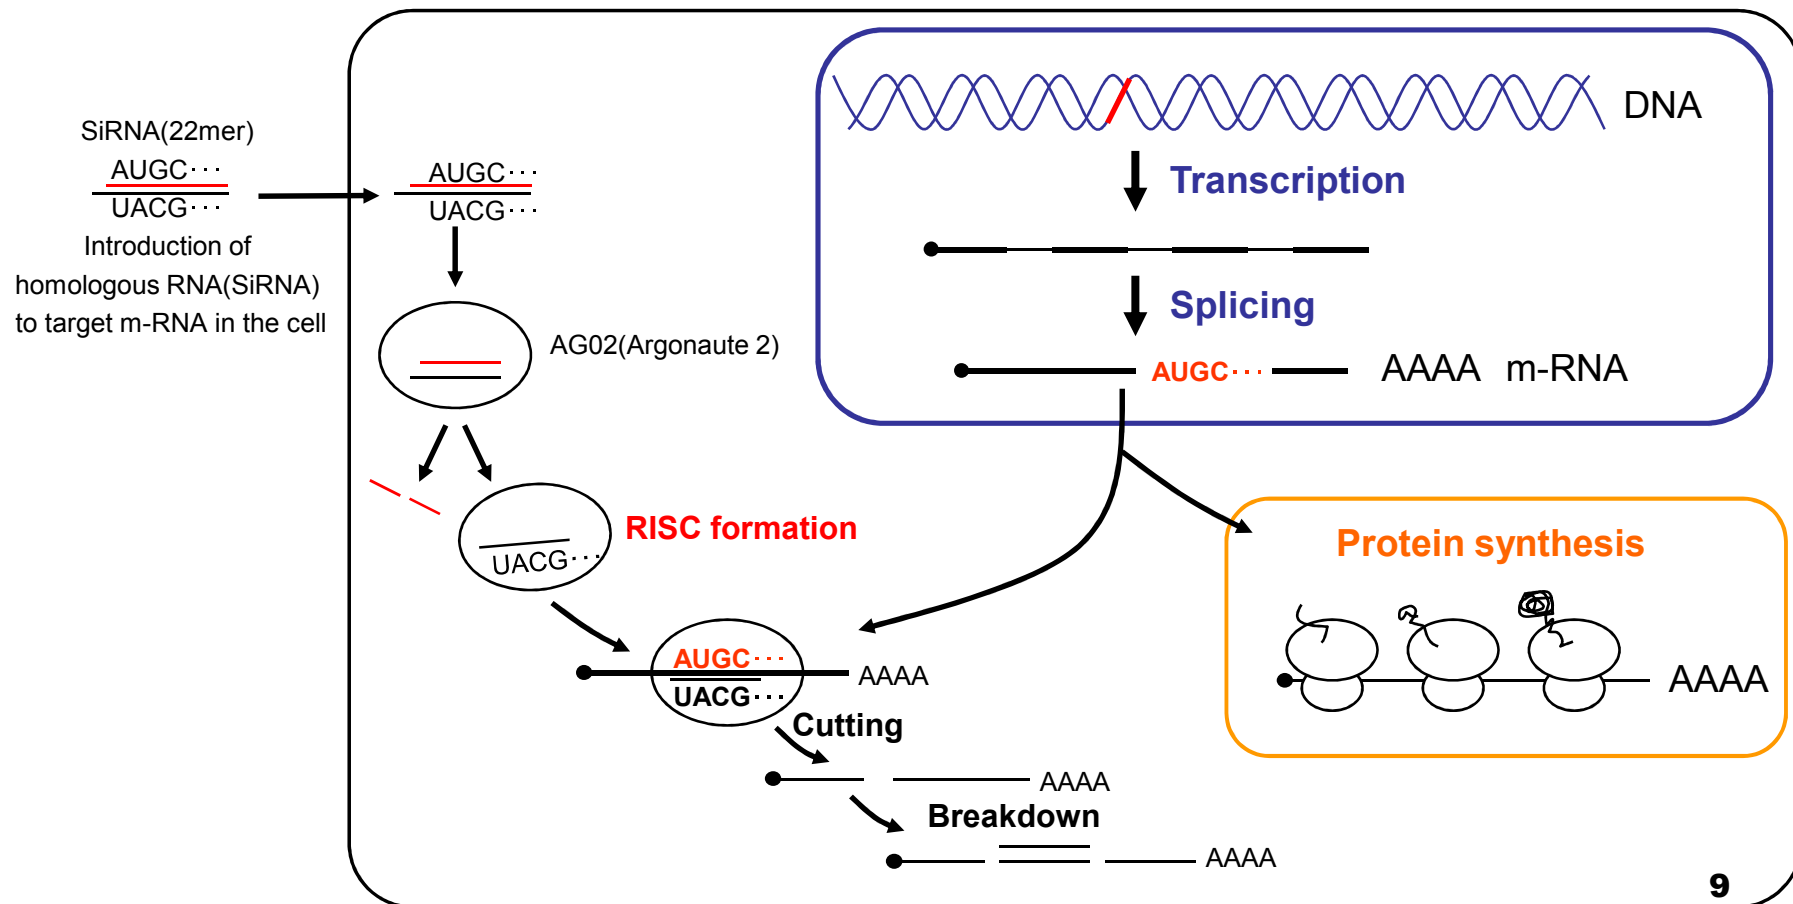 SiRNA(22mer)
AUGC···
UACG···
Introduction of
homologous RNA(SiRNA)
to target m-RNA in the cell
AUGC···
UACG···
AG02(Argonaute 2)
RISC formation
UACG···
AUGC···
UACG···
AAAA
Cutting
AAAA
Breakdown
AAAA
DNA
Transcription
Splicing
AUGC···
AAAA m-RNA
Protein synthesis
AAAA
9